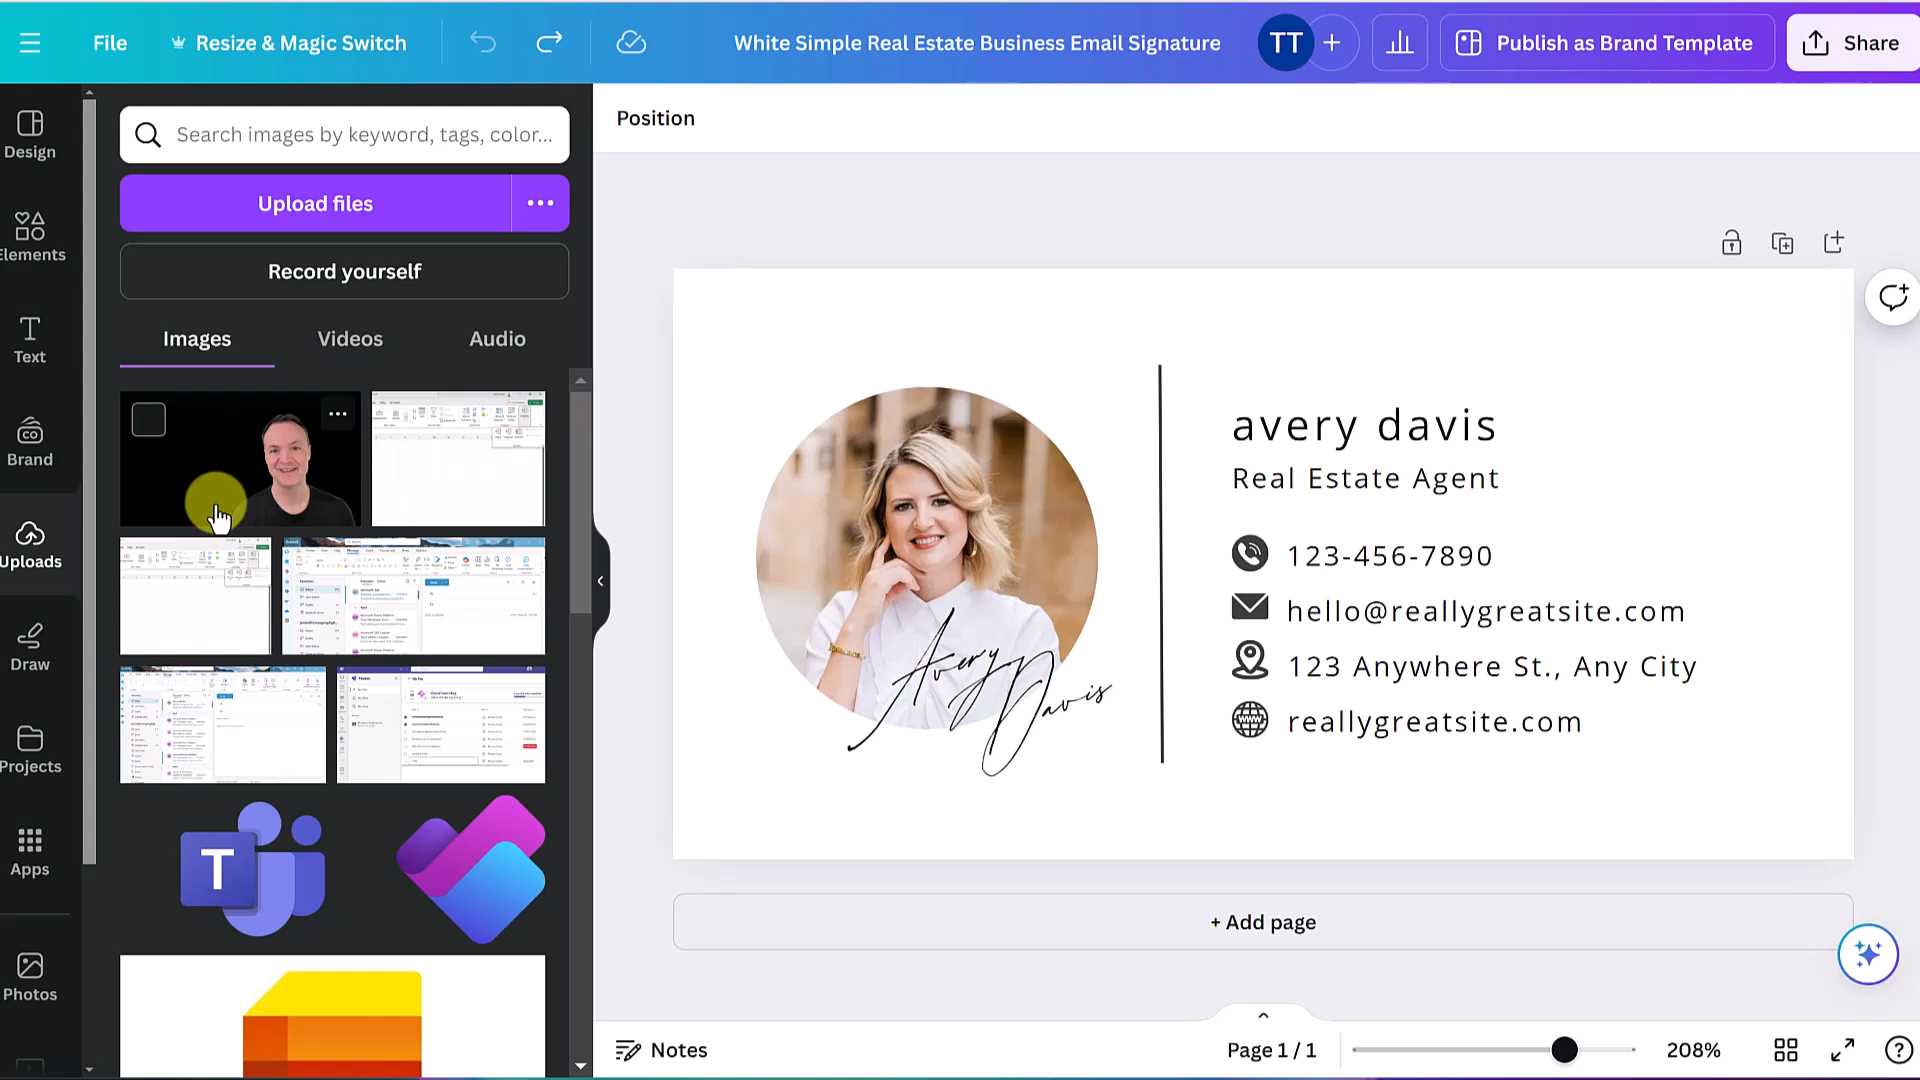 File
Resize & Magic Switch
White Simple Real Estate Business Email Signature
TT
Publish as Brand Template
Share
Design
Elements
Text
Brand
Uploads
Draw
Projects
Apps
Photos
Search images by keyword, tags, color...
Upload files
Record yourself
Images
Videos
Audio
T
Position
Avery Davis
avery davis
Real Estate Agent
123-456-7890
hello@reallygreatsite.com
123 Anywhere St., Any City
WWW
reallygreatsite.com
+ Add page
Notes
Page 1 / 1
208%